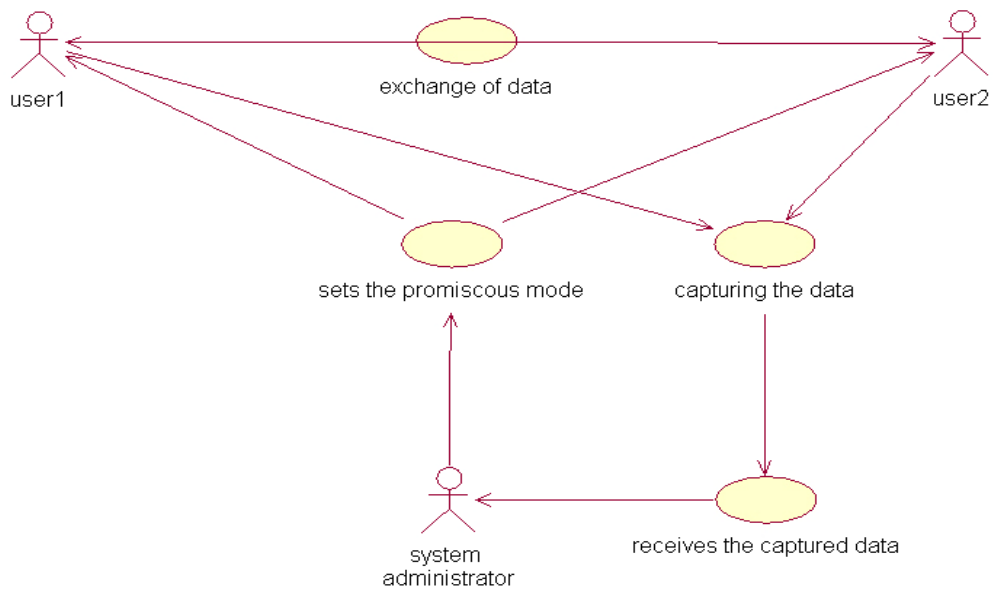 exchange of data
user1
user2
sets the promiscous mode
capturing the data
receives the captured data
system
administrator